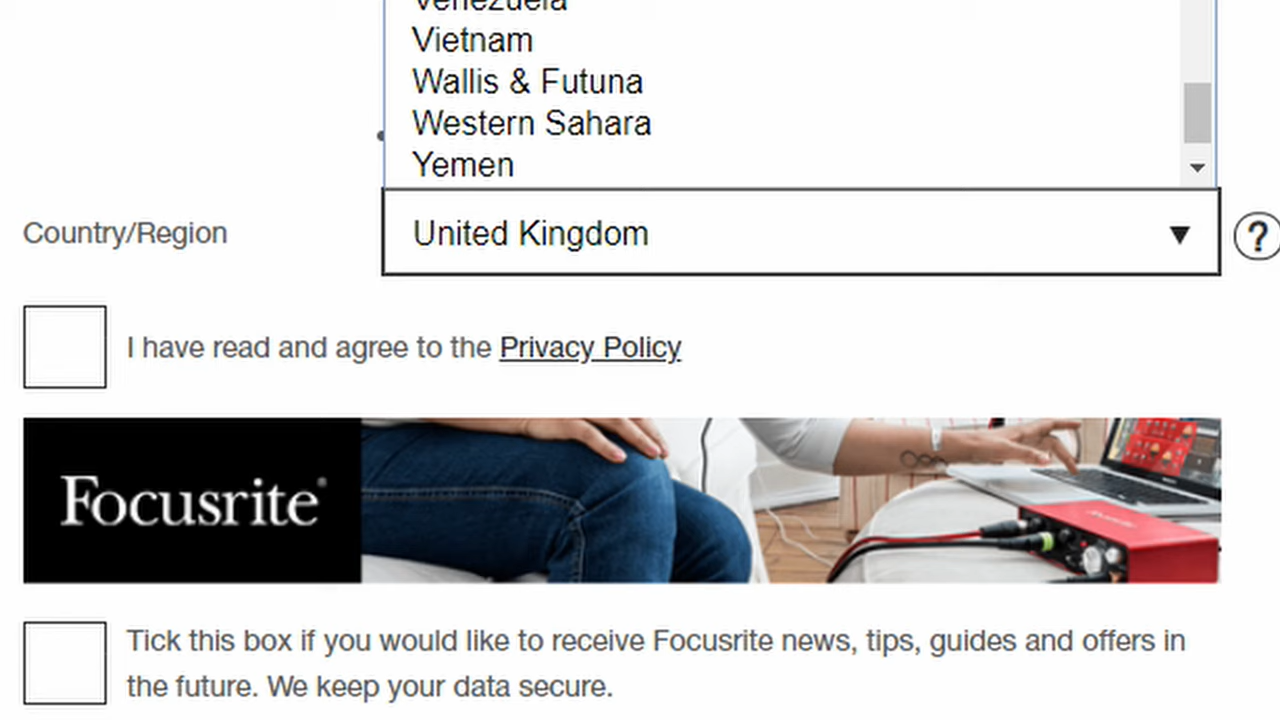 Venezuela
Vietnam
Wallis & Futuna
Western Sahara
Yemen
Country/Region
United Kingdom
?
I have read and agree to the Privacy Policy
Focusrite®
Tick this box if you would like to receive Focusrite news, tips, guides and offers in
the future. We keep your data secure.